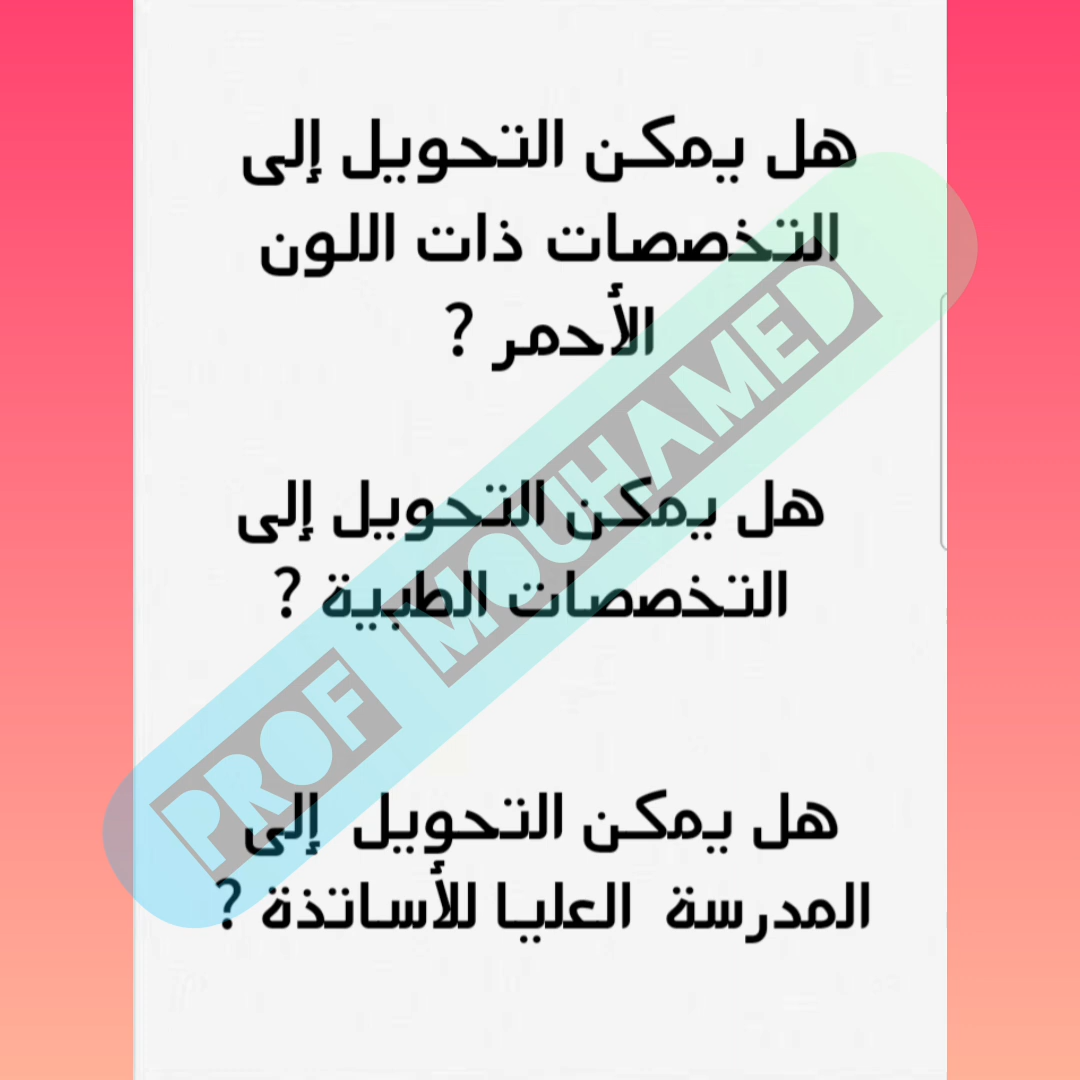 هل يمكن التحويل إلى
التخصصات ذات اللون
الأحمر ?
هل يمكن التحويل إلى
التخصصات الطبية ?
هل يمكن التحويل إلى
المدرسة العليا للأساتذة ?
PROF MOUHAMED